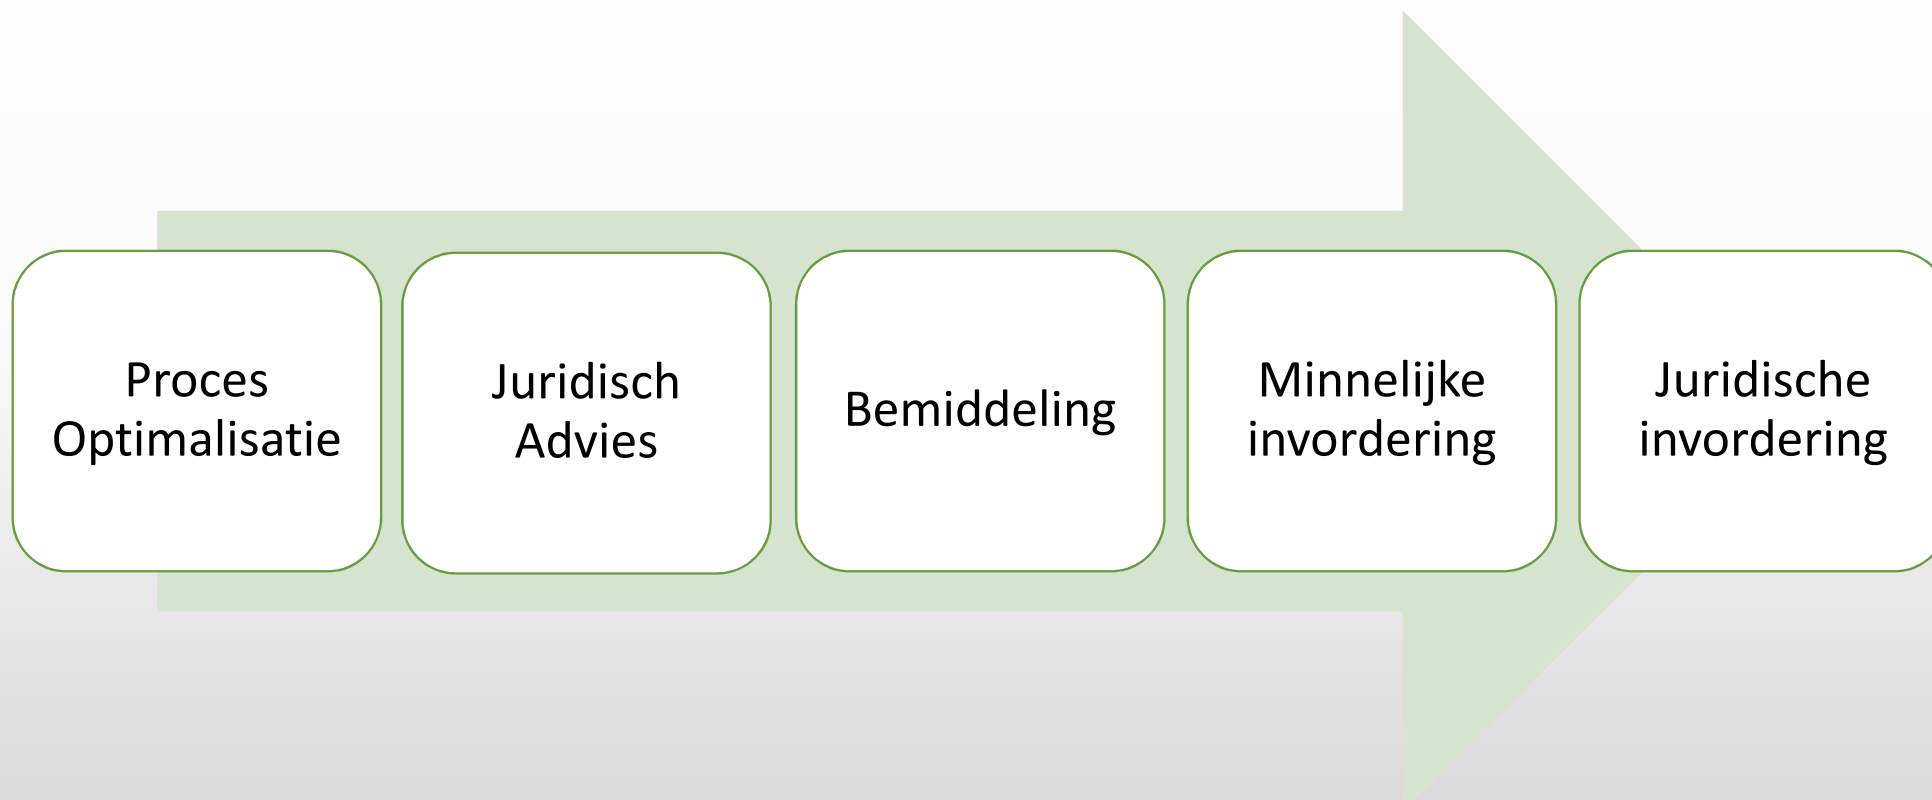 Proces
Optimalisatie
Juridisch
Advies
Bemiddeling
Minnelijke
invordering
Juridische
invordering